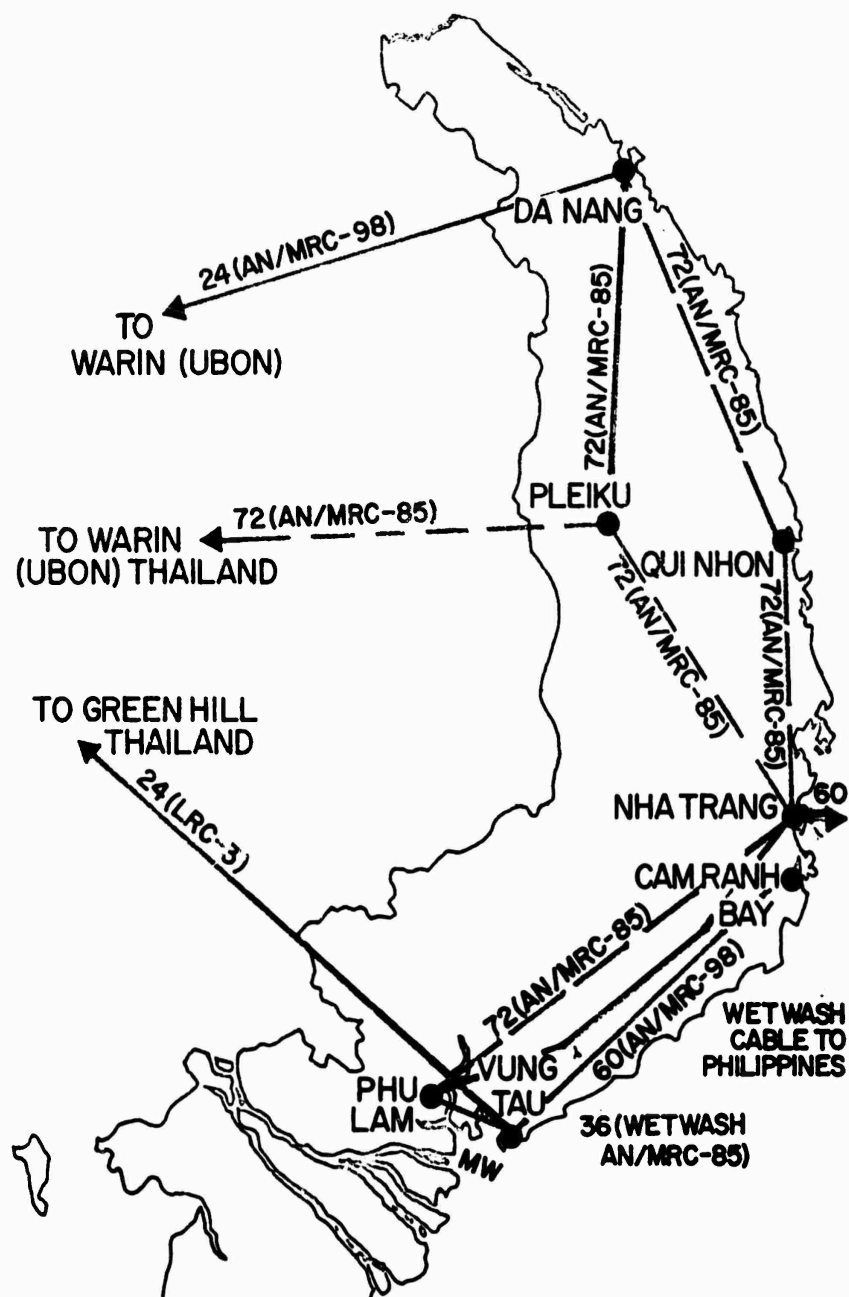 DA NANG
24(AN/MRC-98)
TO
WARIN (UBON)
72(AN/MRC-85)
72(AN/MRC-85)
PLEIKU
72(AN/MRC-85)
TO WARIN
(UBON) THAILAND
QUI NHON
72(AN/MRC-85)
72(AN/MRC-85)
TO GREEN HILL
THAILAND
24(LRC-3)
NHA TRANG
60
CAM RANH
BAY
72(AN/MRC-85)
60(AN/MRC-98)
WET WASH
CABLE TO
PHILIPPINES
VUNG
TAU
PHU
LAM
MW
36(WET WASH
AN/MRC-85)